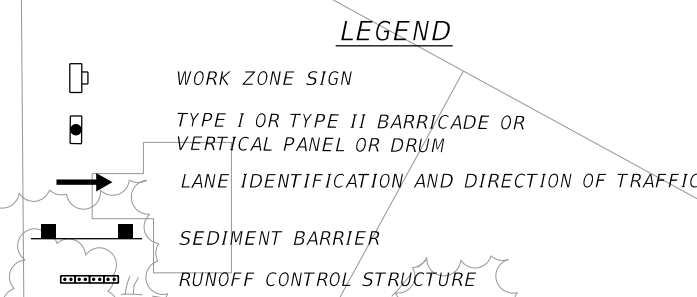 LEGEND
WORK ZONE SIGN
TYPE I OR TYPE II BARRICADE OR
VERTICAL PANEL OR DRUM
LANE IDENTIFICATION AND DIRECTION OF TRAFFIC
SEDIMENT BARRIER
RUNOFF CONTROL STRUCTURE